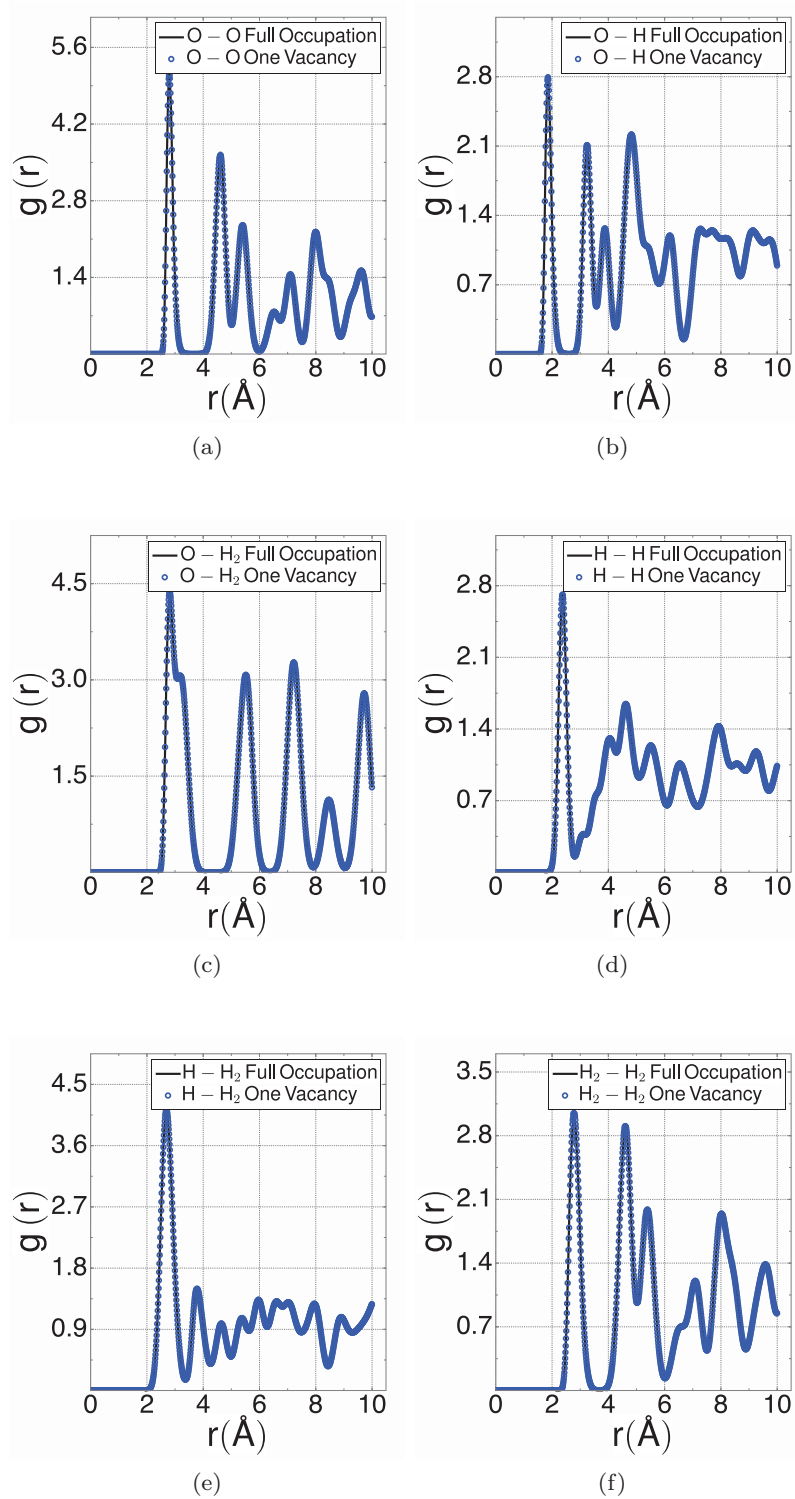 O − O Full Occupation
O − O One Vacancy
5.6
4.2
2.8
1.4
g (r)
0 2 4 6 8 10
r(Å)
(a)
O − H Full Occupation
O − H One Vacancy
2.8
2.1
1.4
0.7
g (r)
0 2 4 6 8 10
r(Å)
(b)
O − H₂ Full Occupation
O − H₂ One Vacancy
4.5
3.0
1.5
g (r)
0 2 4 6 8 10
r(Å)
(c)
H − H Full Occupation
H − H One Vacancy
2.8
2.1
1.4
0.7
g (r)
0 2 4 6 8 10
r(Å)
(d)
H − H₂ Full Occupation
H − H₂ One Vacancy
4.5
3.6
2.7
1.8
0.9
g (r)
0 2 4 6 8 10
r(Å)
(e)
H₂ − H₂ Full Occupation
H₂ − H₂ One Vacancy
3.5
2.8
2.1
1.4
0.7
g (r)
0 2 4 6 8 10
r(Å)
(f)